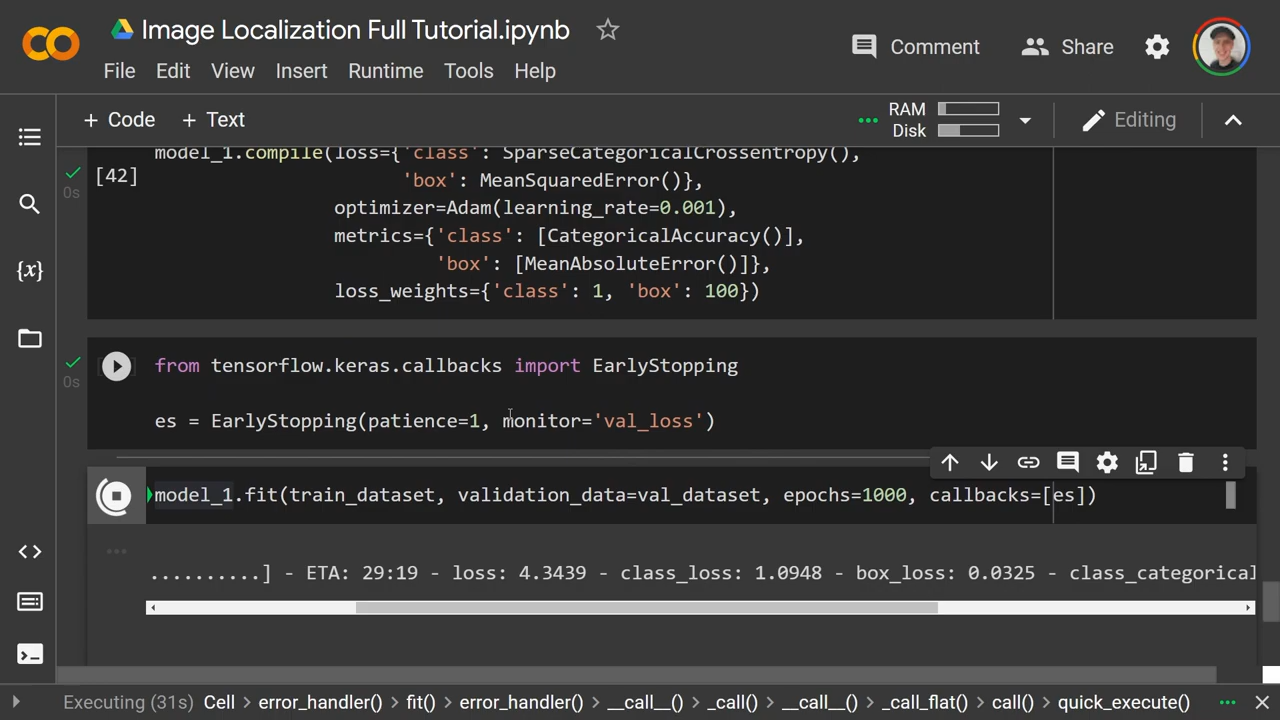 Image Localization Full Tutorial.ipynb
Comment
Share
File Edit View Insert Runtime Tools Help
+ Code + Text
RAM
Disk
Editing
model_1.compile(loss={'class': SparseCategoricalCrossentropy(),
[42]
0s
'box': MeanSquaredError()},
optimizer=Adam(learning_rate=0.001),
metrics={'class': [CategoricalAccuracy()],
'box': [MeanAbsoluteError()]},
loss_weights={'class': 1, 'box': 100})
from tensorflow.keras.callbacks import EarlyStopping
0s
es = EarlyStopping(patience=1, monitor='val_loss')
model_1.fit(train_dataset, validation_data=val_dataset, epochs=1000, callbacks=[es])
..........] - ETA: 29:19 - loss: 4.3439 - class_loss: 1.0948 - box_loss: 0.0325 - class_categorical
Executing (31s) Cell error_handler() fit() error_handler() __call__() _call() __call__() _call_flat() call() quick_execute()